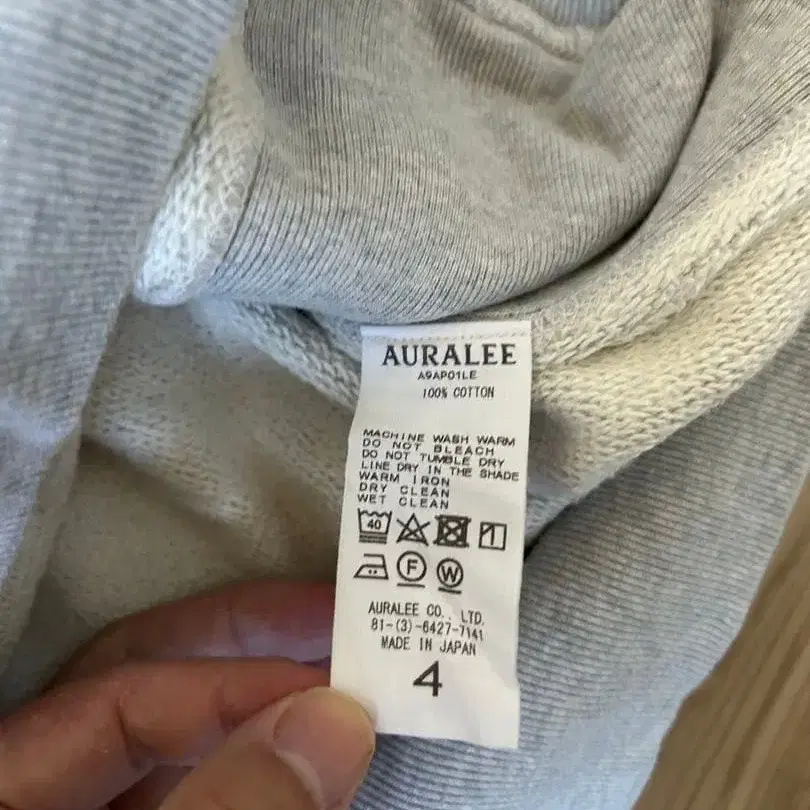 AURALEE
A9AP01LE
100% COTTON
MACHINE WASH WARM
DO NOT BLEACH
DO NOT TUMBLE DRY
LINE DRY IN THE SHADE
WARM IRON
DRY CLEAN
WET CLEAN
40
F W
AURALEE CO., LTD.
81-(3)-6427-7141
MADE IN JAPAN
4